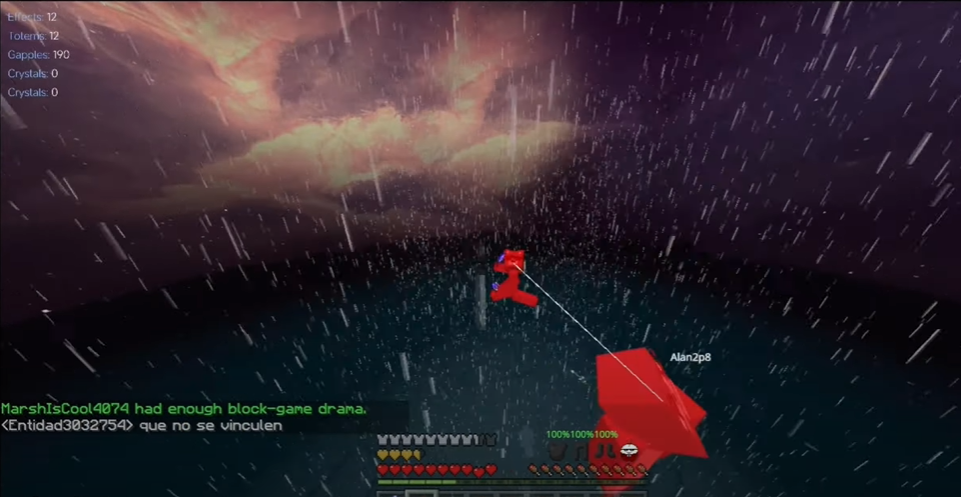 Effects: 12
Totems: 12
Gapples: 190
Crystals: 0
Crystals: 0
Alan2p8
MarshIsCool4074 had enough block-game drama.
<Entidad3032754> que no se vinculen
100%100%100%